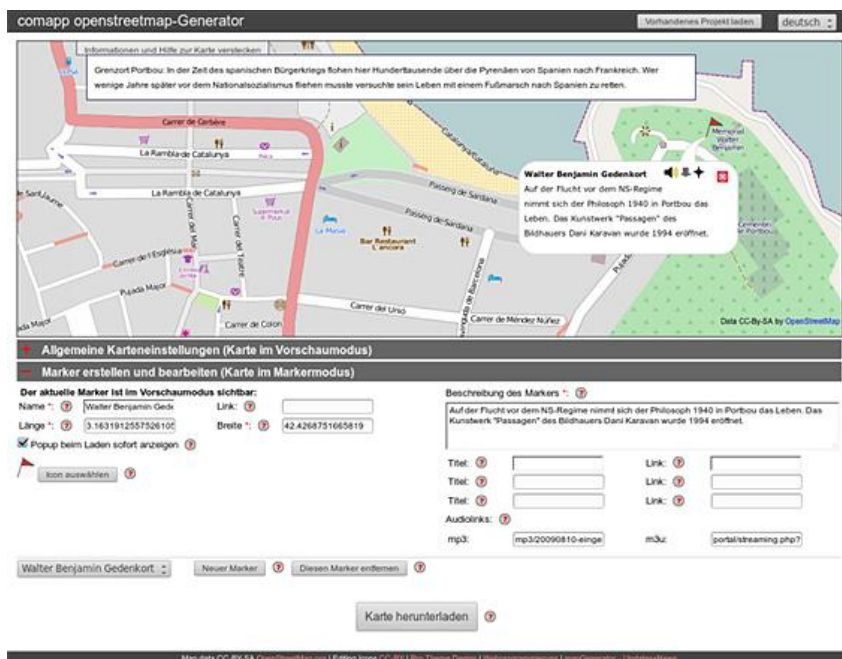 comapp openstreetmap-Generator
Vorhandenes Projekt laden
deutsch
Informationen und Hilfe zur Karte verstecken
Grenzort Portbou: In der Zeit des spanischen Bürgerkriegs flohen hier Hunderttausende über die Pyrenäen von Spanien nach Frankreich. Wer
wenige Jahre später vor dem Nationalsozialismus fliehen musste versuchte sein Leben mit einem Fußmarsch nach Spanien zu retten.
Carrer de Cerbère
La Rambla de Catalunya
La Rambla de Catalunya
Carrer del Mar
Carrer del Teatre
Carrer de l'Església
Pujada Major
Carrer de Colon
Carrer del Unió
Passeig de Sardana
Passeig de Sardana
La Masia
Bar Restaurant
L'ancora
Carrer de Méndez Núñez
Memorial
Walter
Benjamin
Walter Benjamin Gedenkort
Auf der Flucht vor dem NS-Regime
nimmt sich der Philosoph 1940 in Portbou das
Leben. Das Kunstwerk "Passagen" des
Bildhauers Dani Karavan wurde 1994 eröffnet.
Data CC-By-SA by OpenStreetMap
+ Allgemeine Karteneinstellungen (Karte im Vorschaumodus)
− Marker erstellen und bearbeiten (Karte im Markermodus)
Der aktuelle Marker ist im Vorschaumodus sichtbar:
Name *: Walter Benjamin Gede Link:
Länge *: 3.1631912557526105 Breite *: 42.4268751665819
Popup beim Laden sofort anzeigen
Icon auswählen
Beschreibung des Markers *:
Auf der Flucht vor dem NS-Regime nimmt sich der Philosoph 1940 in Portbou das Leben. Das
Kunstwerk "Passagen" des Bildhauers Dani Karavan wurde 1994 eröffnet.
Titel: Link:
Titel: Link:
Titel: Link:
Audiolinks:
mp3: mp3/20090810-einge m3u: portal/streaming.php?
Walter Benjamin Gedenkort
Neuer Marker
Diesen Marker entfernen
Karte herunterladen